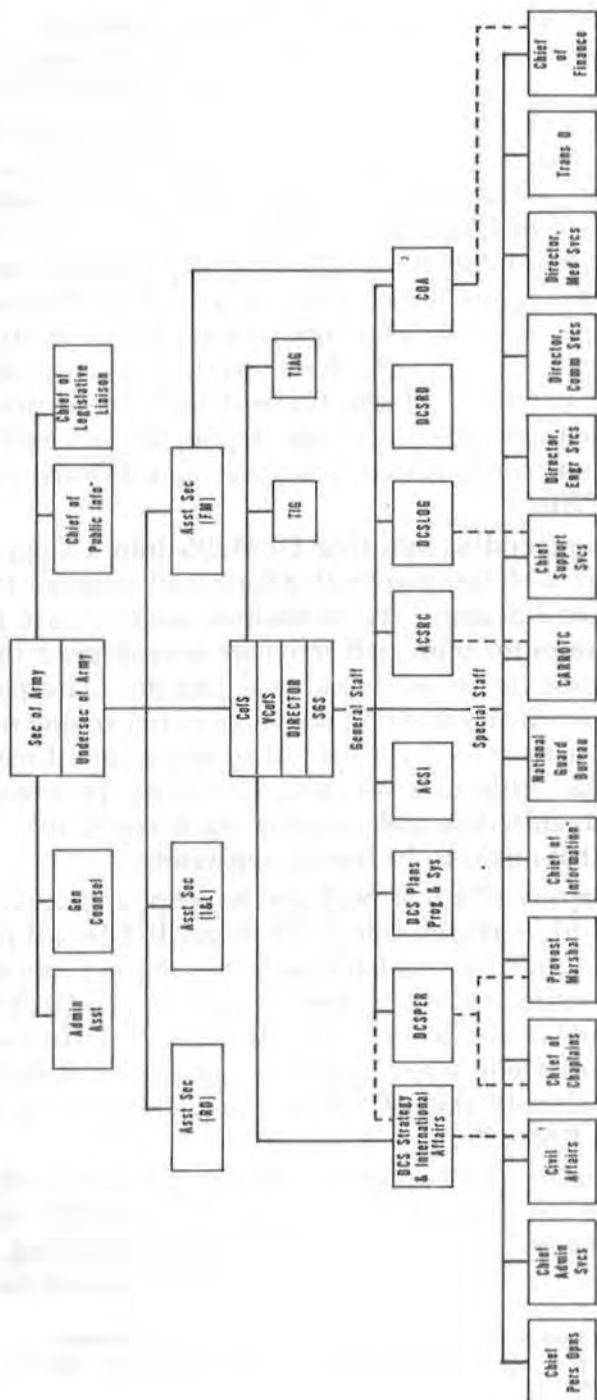 Admin
Asst
Gen
Counsel
Sec of Army
UndeSec of Army
Chief of
Public Info
Chief of
Legislative
Liaison
Asst Sec
[RD]
Asst Sec
[I&L]
Asst Sec
[FM]
CofS
VCofS
DIRECTOR
SGS
TIG
TJAG
General Staff
DCS Strategy
& International
Affairs
DCSPER
DCS Plans
Prog & Sys.
ACSI
DCSRC
DCSLOG
DCSRD
COA
Special Staff
Chief
Pers Opns
Chief
Admin
Svcs
Civil
Affairs
Chief of
Chaplains
Provost
Marshal
Chief of
Information
National
Guard
Bureau
CARROTC
Chief
Support
Svcs
Director,
Engr Svcs
Director,
Comm Svcs
Director,
Med Svcs
Trans O
Chief
of
Finance